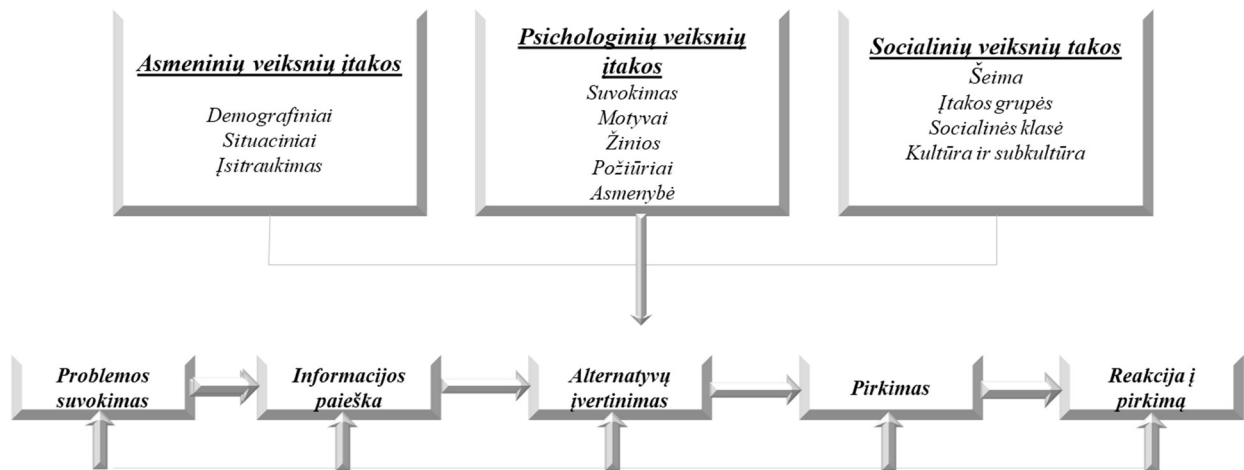 Asmeninių veiksnių įtakos
Demografiniai
Situaciniai
Įsitraukimas
Psichologinių veiksnių
įtakos
Suvokimas
Motyvai
Žinios
Požiūriai
Asmenybė
Socialinių veiksnių takos
Šeima
Įtakos grupės
Socialinės klasė
Kultūra ir subkultūra
Problemos
suvokimas
Informacijos
paieška
Alternatyvų
įvertinimas
Pirkimas
Reakcija į
pirkimą